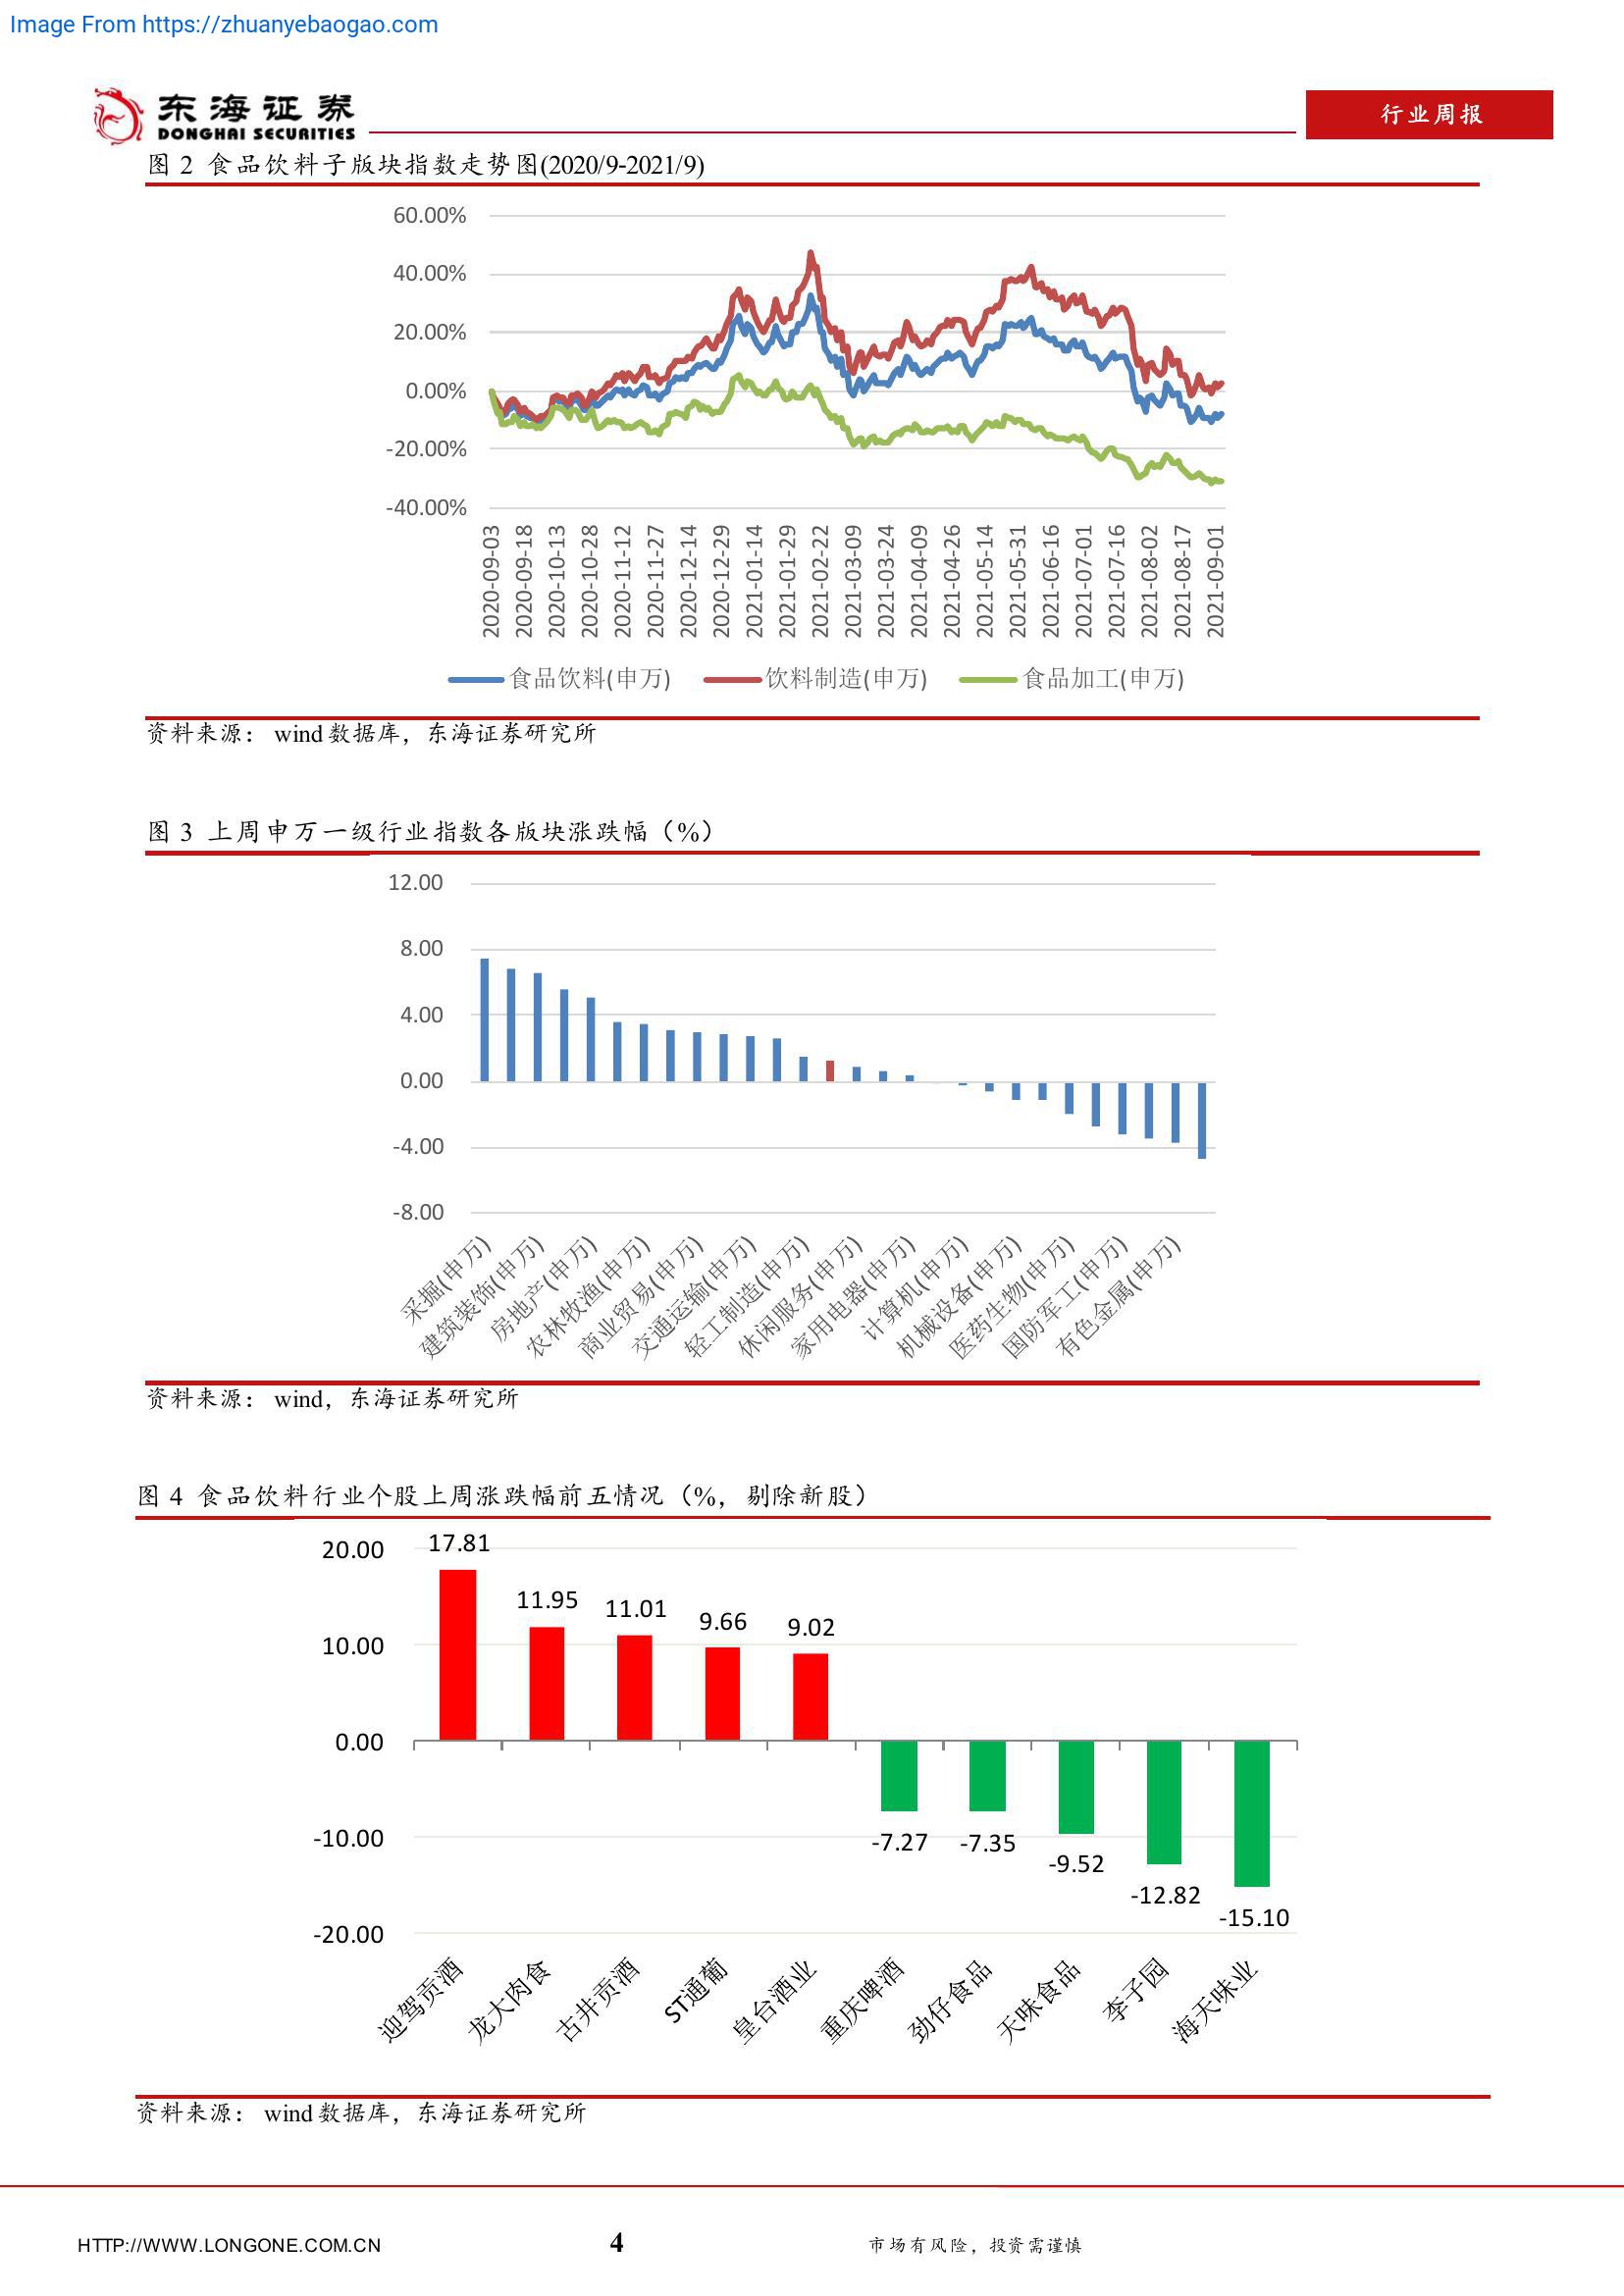 Image From https://zhuanyebaogao.com
东海证券
DONGHAI SECURITIES
行业周报
图 2 食品饮料子版块指数走势图(2020/9-2021/9)
60.00%
40.00%
20.00%
0.00%
-20.00%
-40.00%
2020-09-03
2020-09-18
2020-10-13
2020-10-28
2020-11-12
2020-11-27
2020-12-14
2020-12-29
2021-01-14
2021-01-29
2021-02-22
2021-03-09
2021-03-24
2021-04-09
2021-04-26
2021-05-14
2021-05-31
2021-06-16
2021-07-01
2021-07-16
2021-08-02
2021-08-17
2021-09-01
食品饮料(申万) 饮料制造(申万) 食品加工(申万)
资料来源： wind 数据库，东海证券研究所
图 3 上周申万一级行业指数各版块涨跌幅（%）
12.00
8.00
4.00
0.00
-4.00
-8.00
采掘(申万)
建筑装饰(申万)
房地产(申万)
农林牧渔(申万)
商业贸易(申万)
交通运输(申万)
轻工制造(申万)
休闲服务(申万)
家用电器(申万)
计算机(申万)
机械设备(申万)
医药生物(申万)
国防军工(申万)
有色金属(申万)
资料来源： wind，东海证券研究所
图 4 食品饮料行业个股上周涨跌幅前五情况（%，剔除新股）
20.00
10.00
0.00
-10.00
-20.00
17.81
11.95
11.01
9.66
9.02
-7.27
-7.35
-9.52
-12.82
-15.10
迎驾贡酒
龙大肉食
古井贡酒
ST通葡
皇台酒业
重庆啤酒
劲仔食品
天味食品
李子园
海天味业
资料来源： wind 数据库，东海证券研究所
HTTP://WWW.LONGONE.COM.CN 4 市场有风险，投资需谨慎